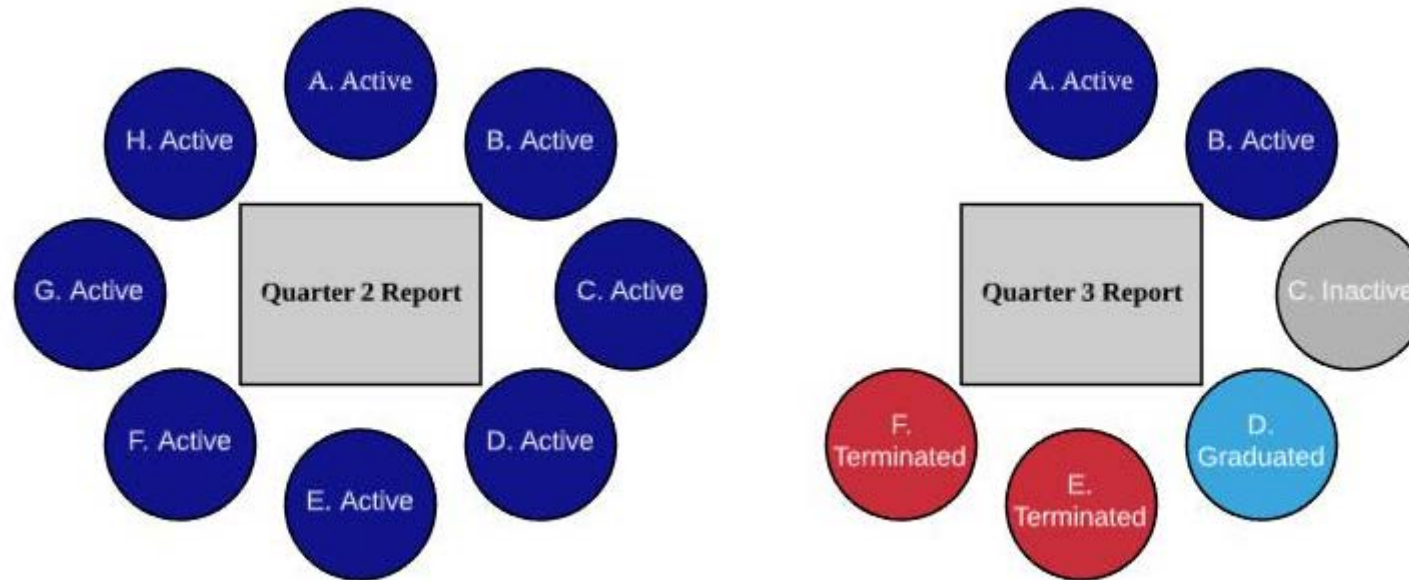 A. Active
H. Active
B. Active
G. Active
Quarter 2 Report
C. Active
F. Active
D. Active
E. Active
A. Active
B. Active
Quarter 3 Report
C. Inactive
F.
Terminated
D.
Graduated
E.
Terminated